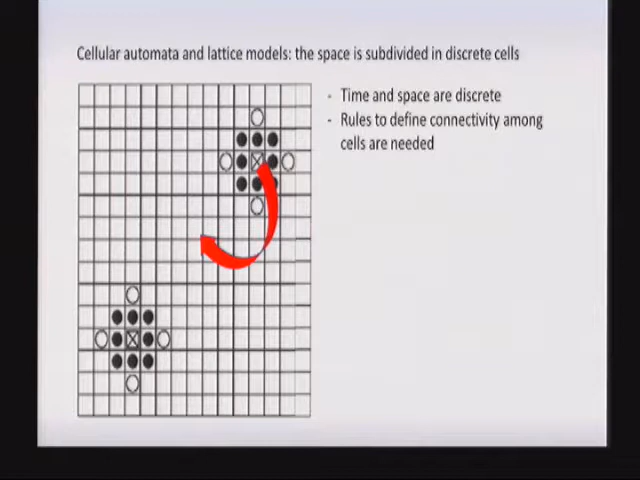 Cellular automata and lattice models: the space is subdivided in discrete cells
- Time and space are discrete
- Rules to define connectivity among
cells are needed